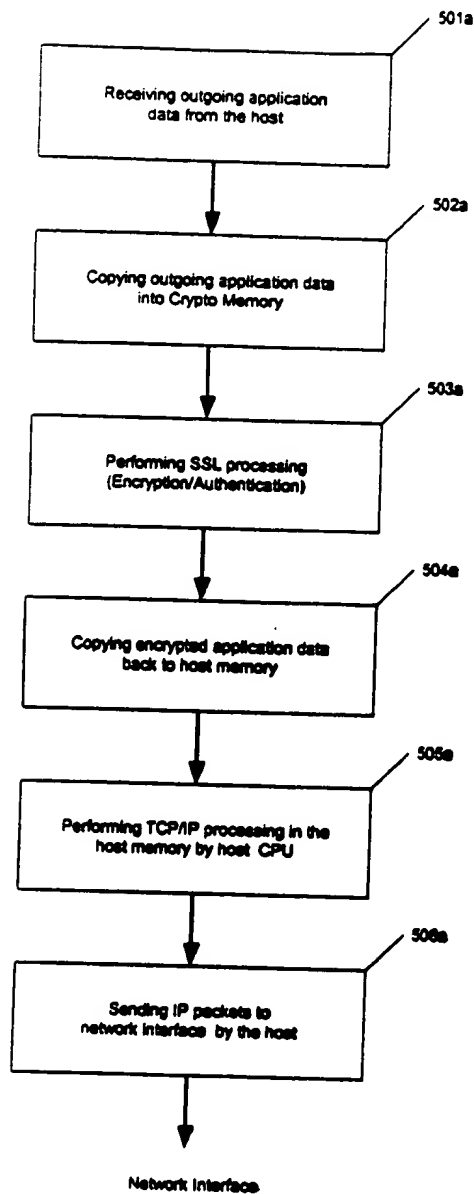 501a
Receiving outgoing application
data from the host
502a
Copying outgoing application data
into Crypto Memory
503a
Performing SSL processing
(Encryption/Authentication)
504a
Copying encrypted application data
back to host memory
505a
Performing TCP/IP processing in the
host memory by host CPU
506a
Sending IP packets to
network interface by the host
Network Interface